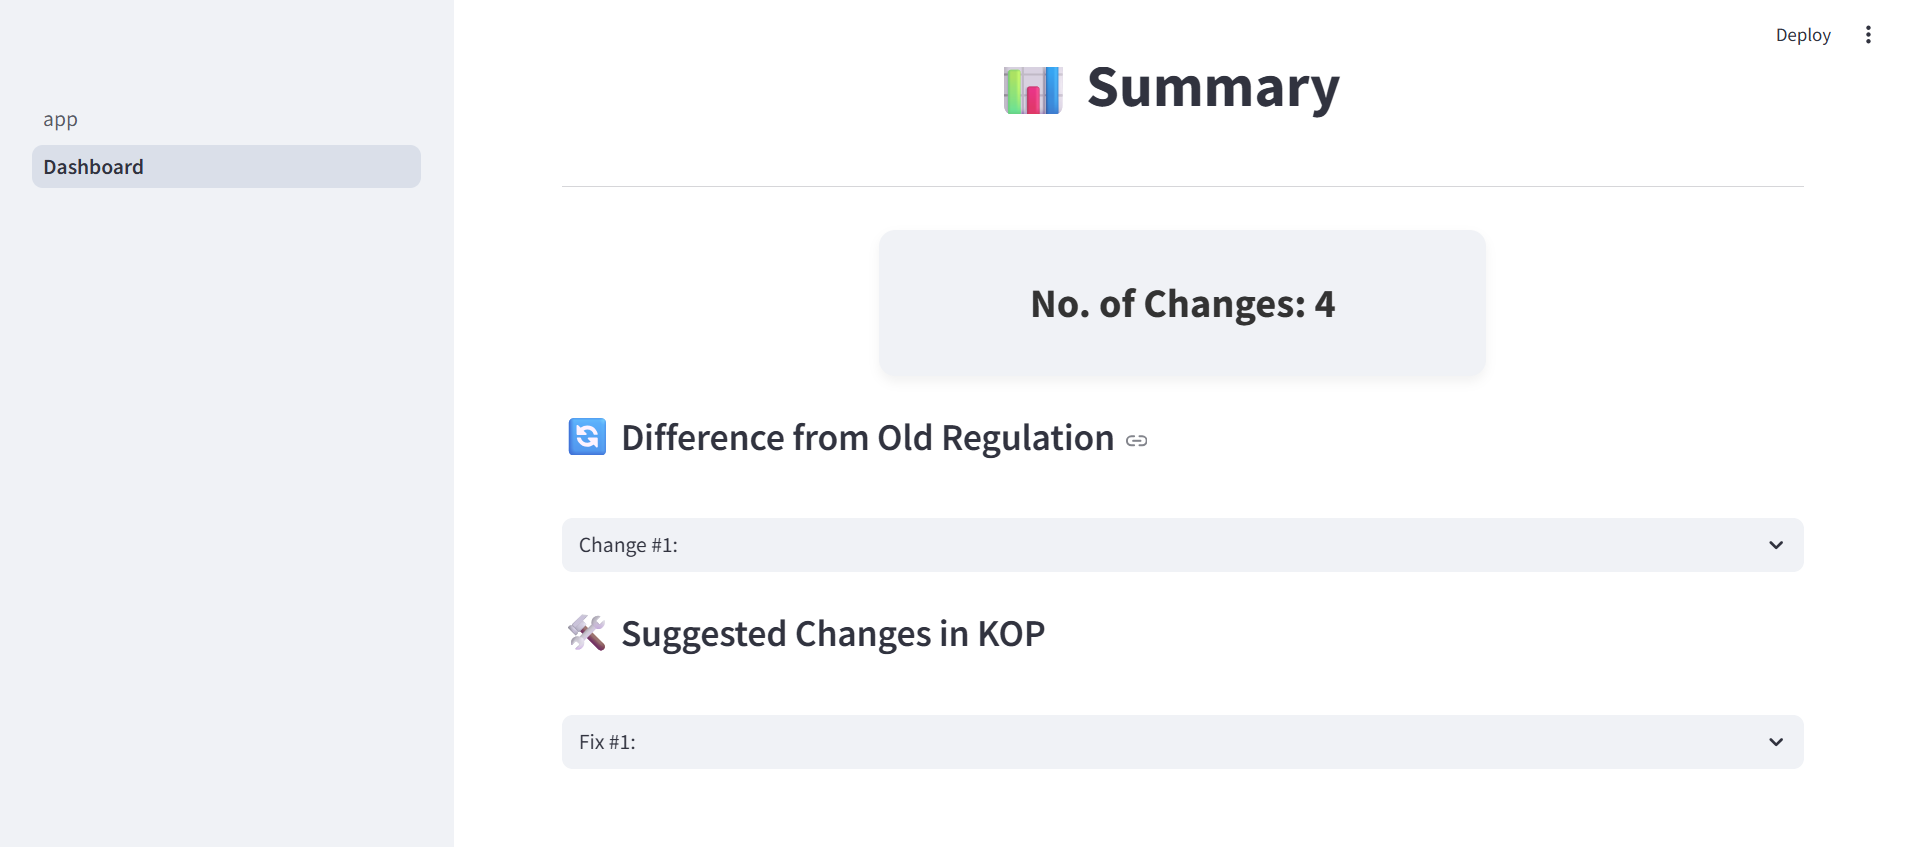 Deploy
app
Dashboard
Summary
No. of Changes: 4
Difference from Old Regulation
Change #1:
Suggested Changes in KOP
Fix #1: